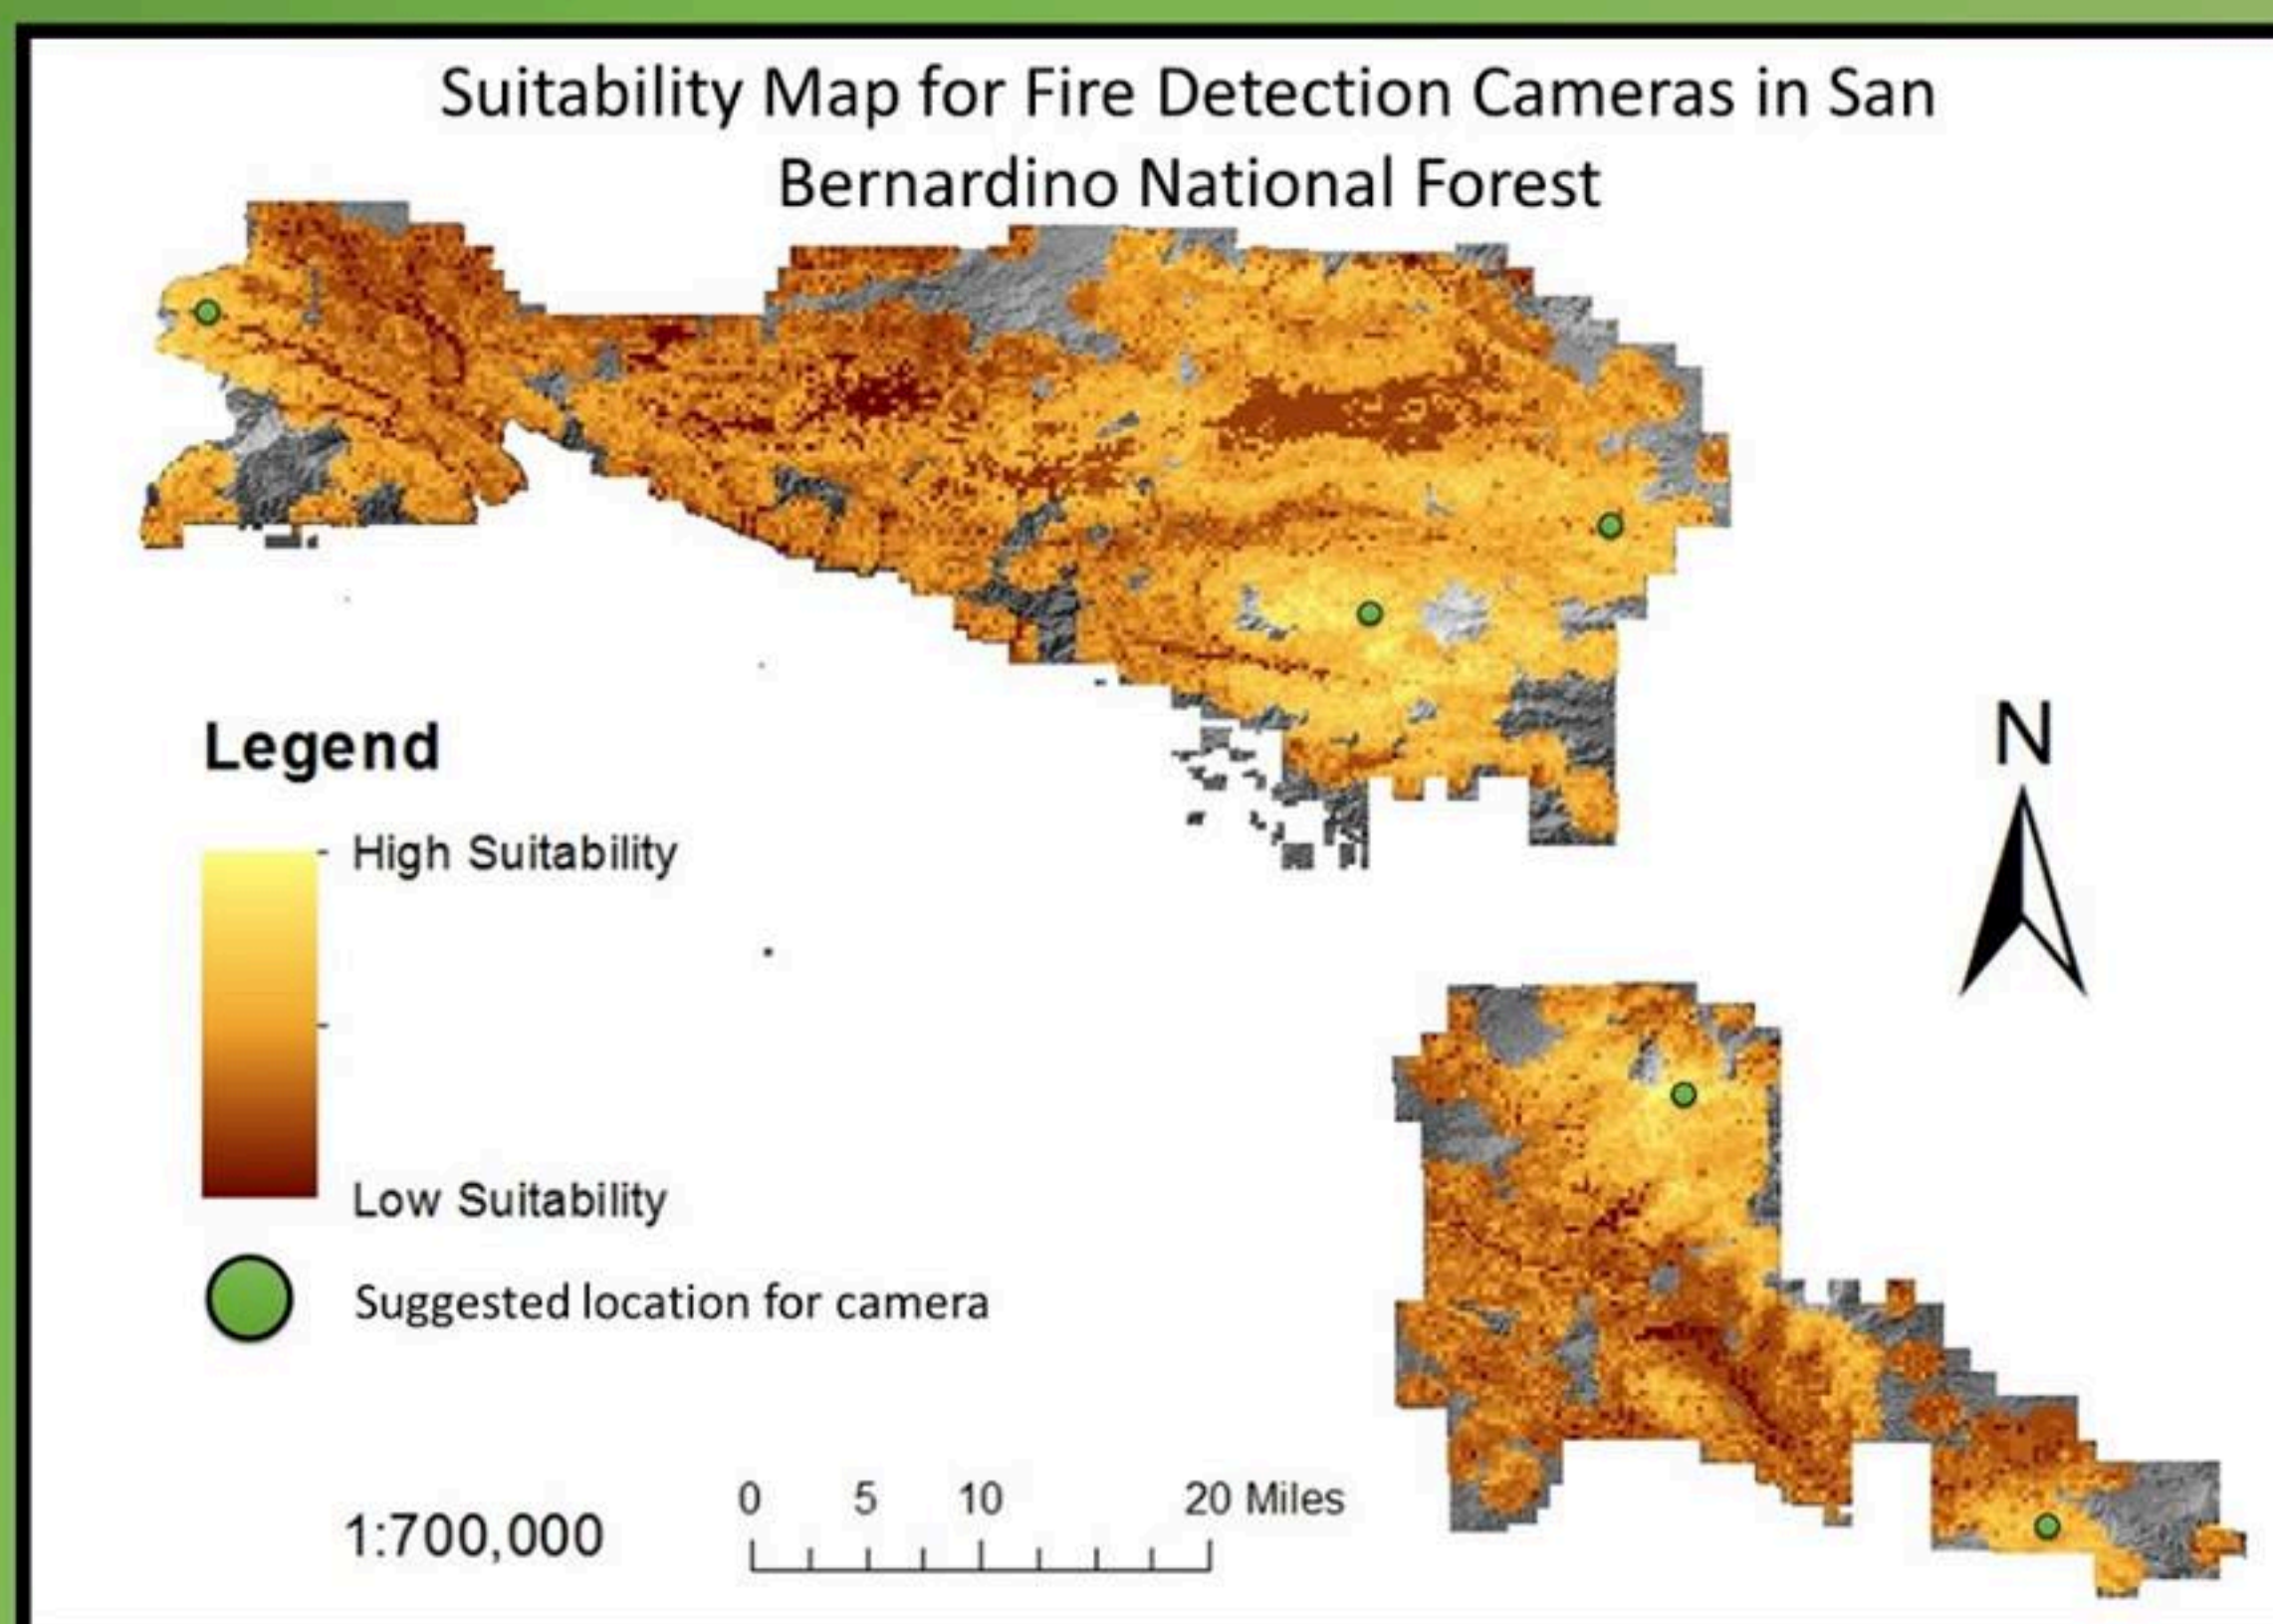 Suitability Map for Fire Detection Cameras in San
Bernardino National Forest
N
Legend
High Suitability
Low Suitability
Suggested location for camera
1:700,000
0 5 10 20 Miles